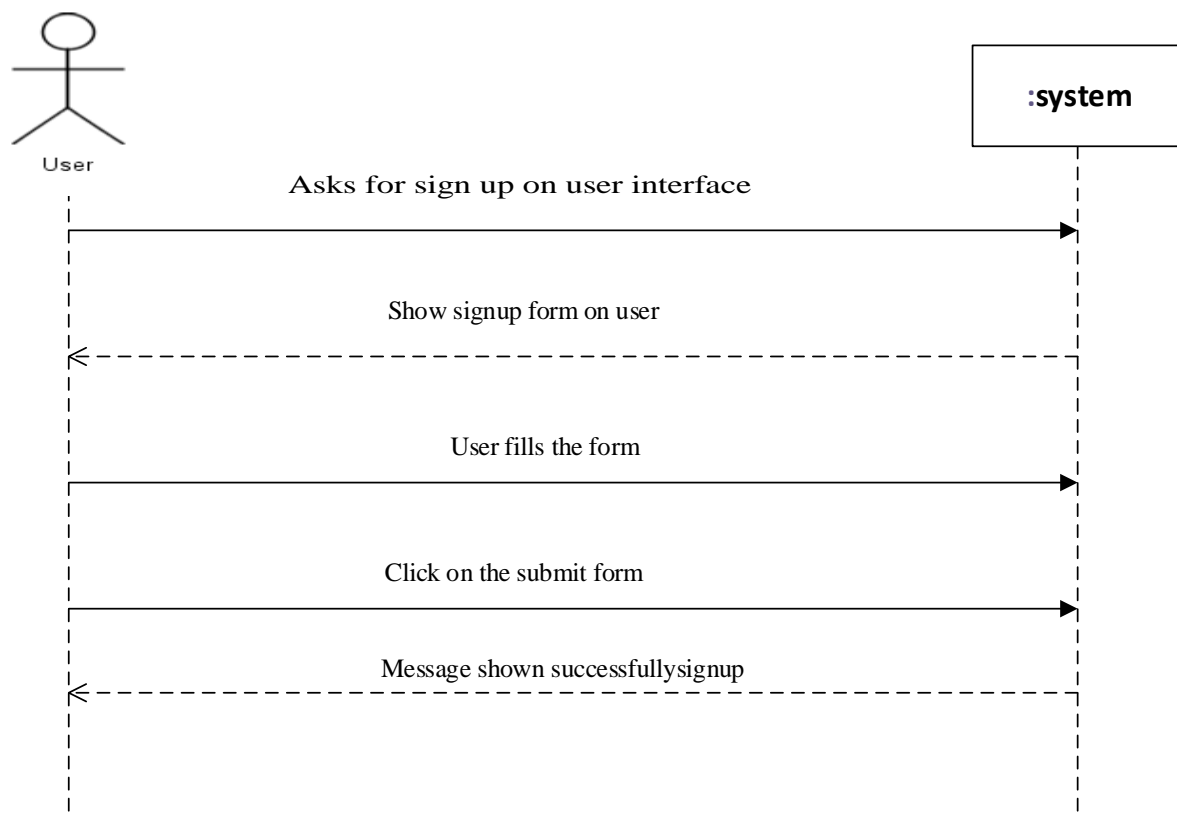 :system
User
Asks for sign up on user interface
Show signup form on user
User fills the form
Click on the submit form
Message shown successfullysignup